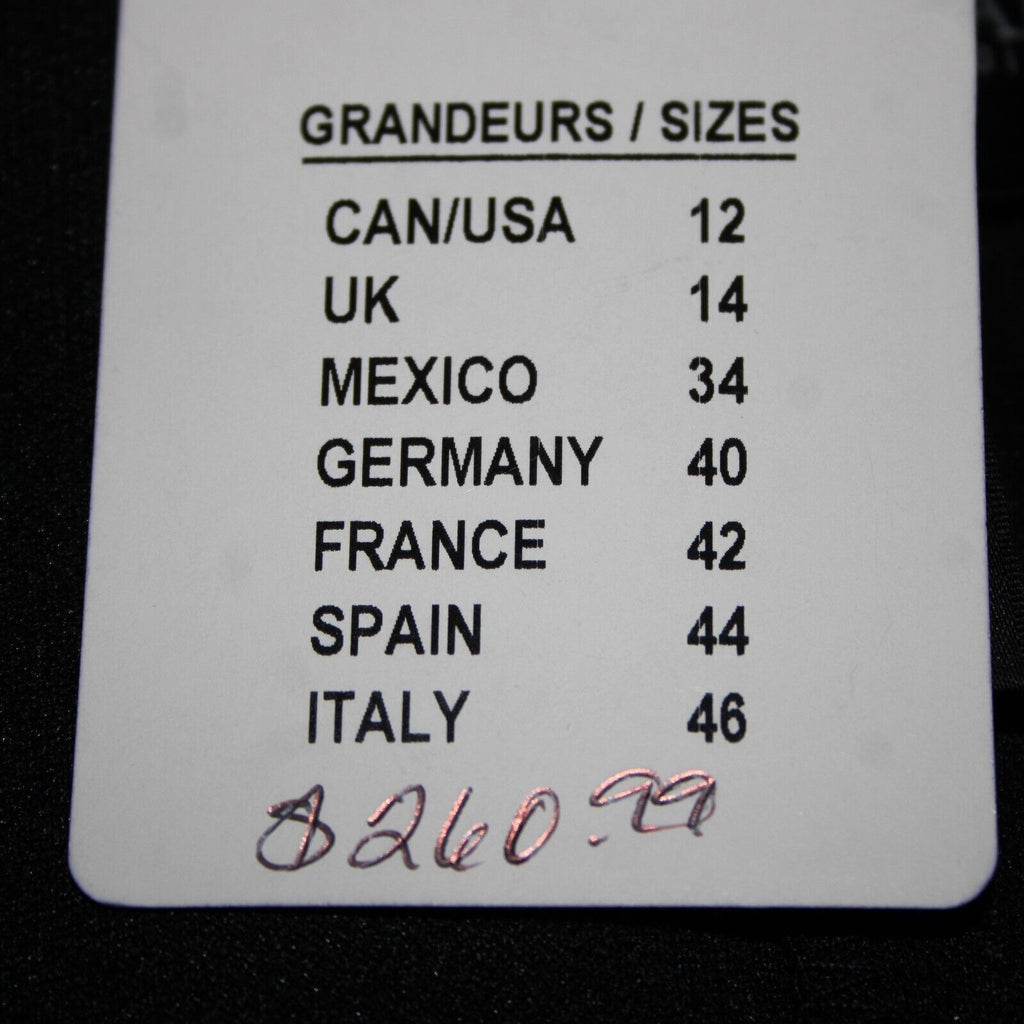 GRANDEURS / SIZES
CAN/USA 12
UK 14
MEXICO 34
GERMANY 40
FRANCE 42
SPAIN 44
ITALY 46
$260.99